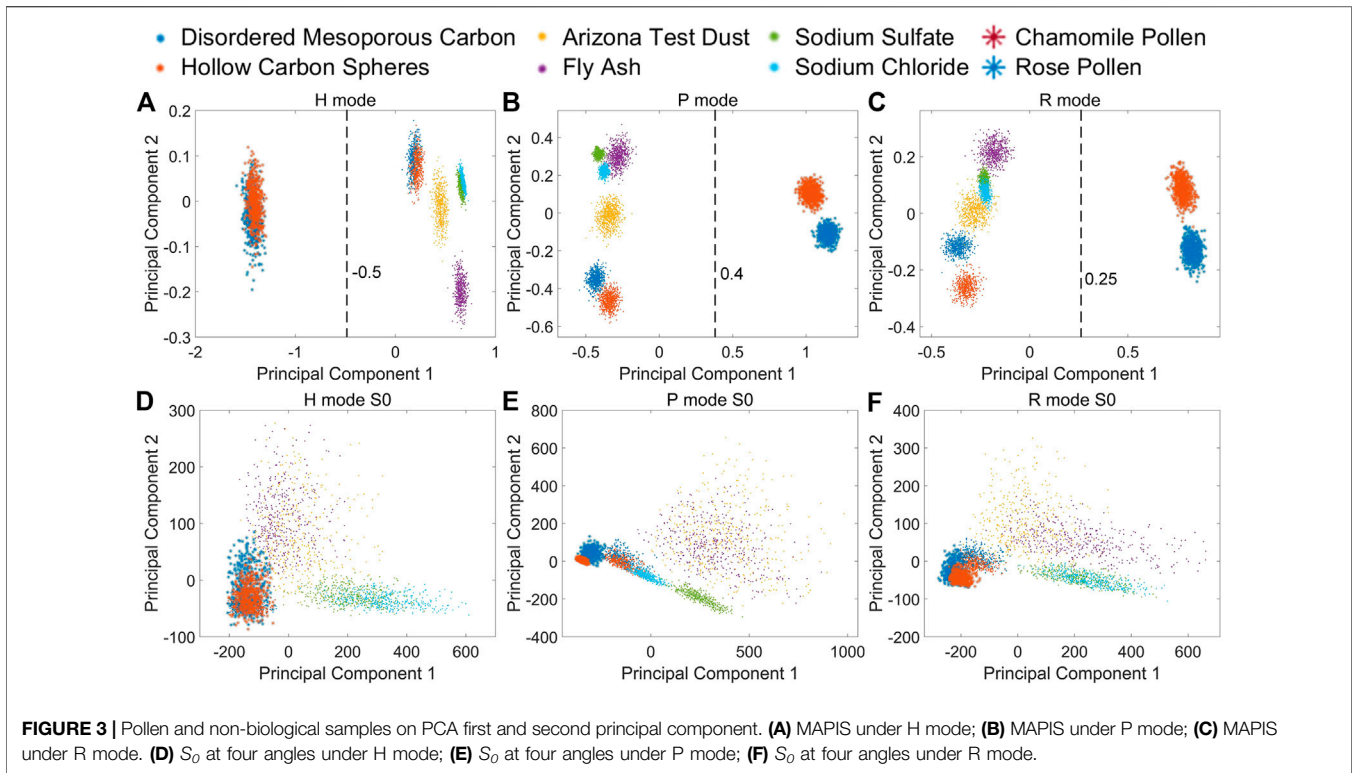 Disordered Mesoporous Carbon Arizona Test Dust Sodium Sulfate Chamomile Pollen
Hollow Carbon Spheres Fly Ash Sodium Chloride Rose Pollen
A H mode
Principal Component 2
0.2
0.1
0
-0.1
-0.2
-0.3
-0.5
-2 -1 0 1
Principal Component 1
B P mode
Principal Component 2
0.4
0.2
0
-0.2
-0.4
-0.6
0.4
-0.5 0 0.5 1
Principal Component 1
C R mode
Principal Component 2
0.2
0
-0.2
-0.4
0.25
-0.5 0 0.5
Principal Component 1
D H mode S0
Principal Component 2
300
200
100
0
-100
-200 0 200 400 600
Principal Component 1
E P mode S0
Principal Component 2
800
600
400
200
0
-200
-400
0 500 1000
Principal Component 1
F R mode S0
Principal Component 2
400
300
200
100
0
-100
-200
-200 0 200 400 600
Principal Component 1
FIGURE 3 | Pollen and non-biological samples on PCA first and second principal component. (A) MAPIS under H mode; (B) MAPIS under P mode; (C) MAPIS
under R mode. (D) S0 at four angles under H mode; (E) S0 at four angles under P mode; (F) S0 at four angles under R mode.